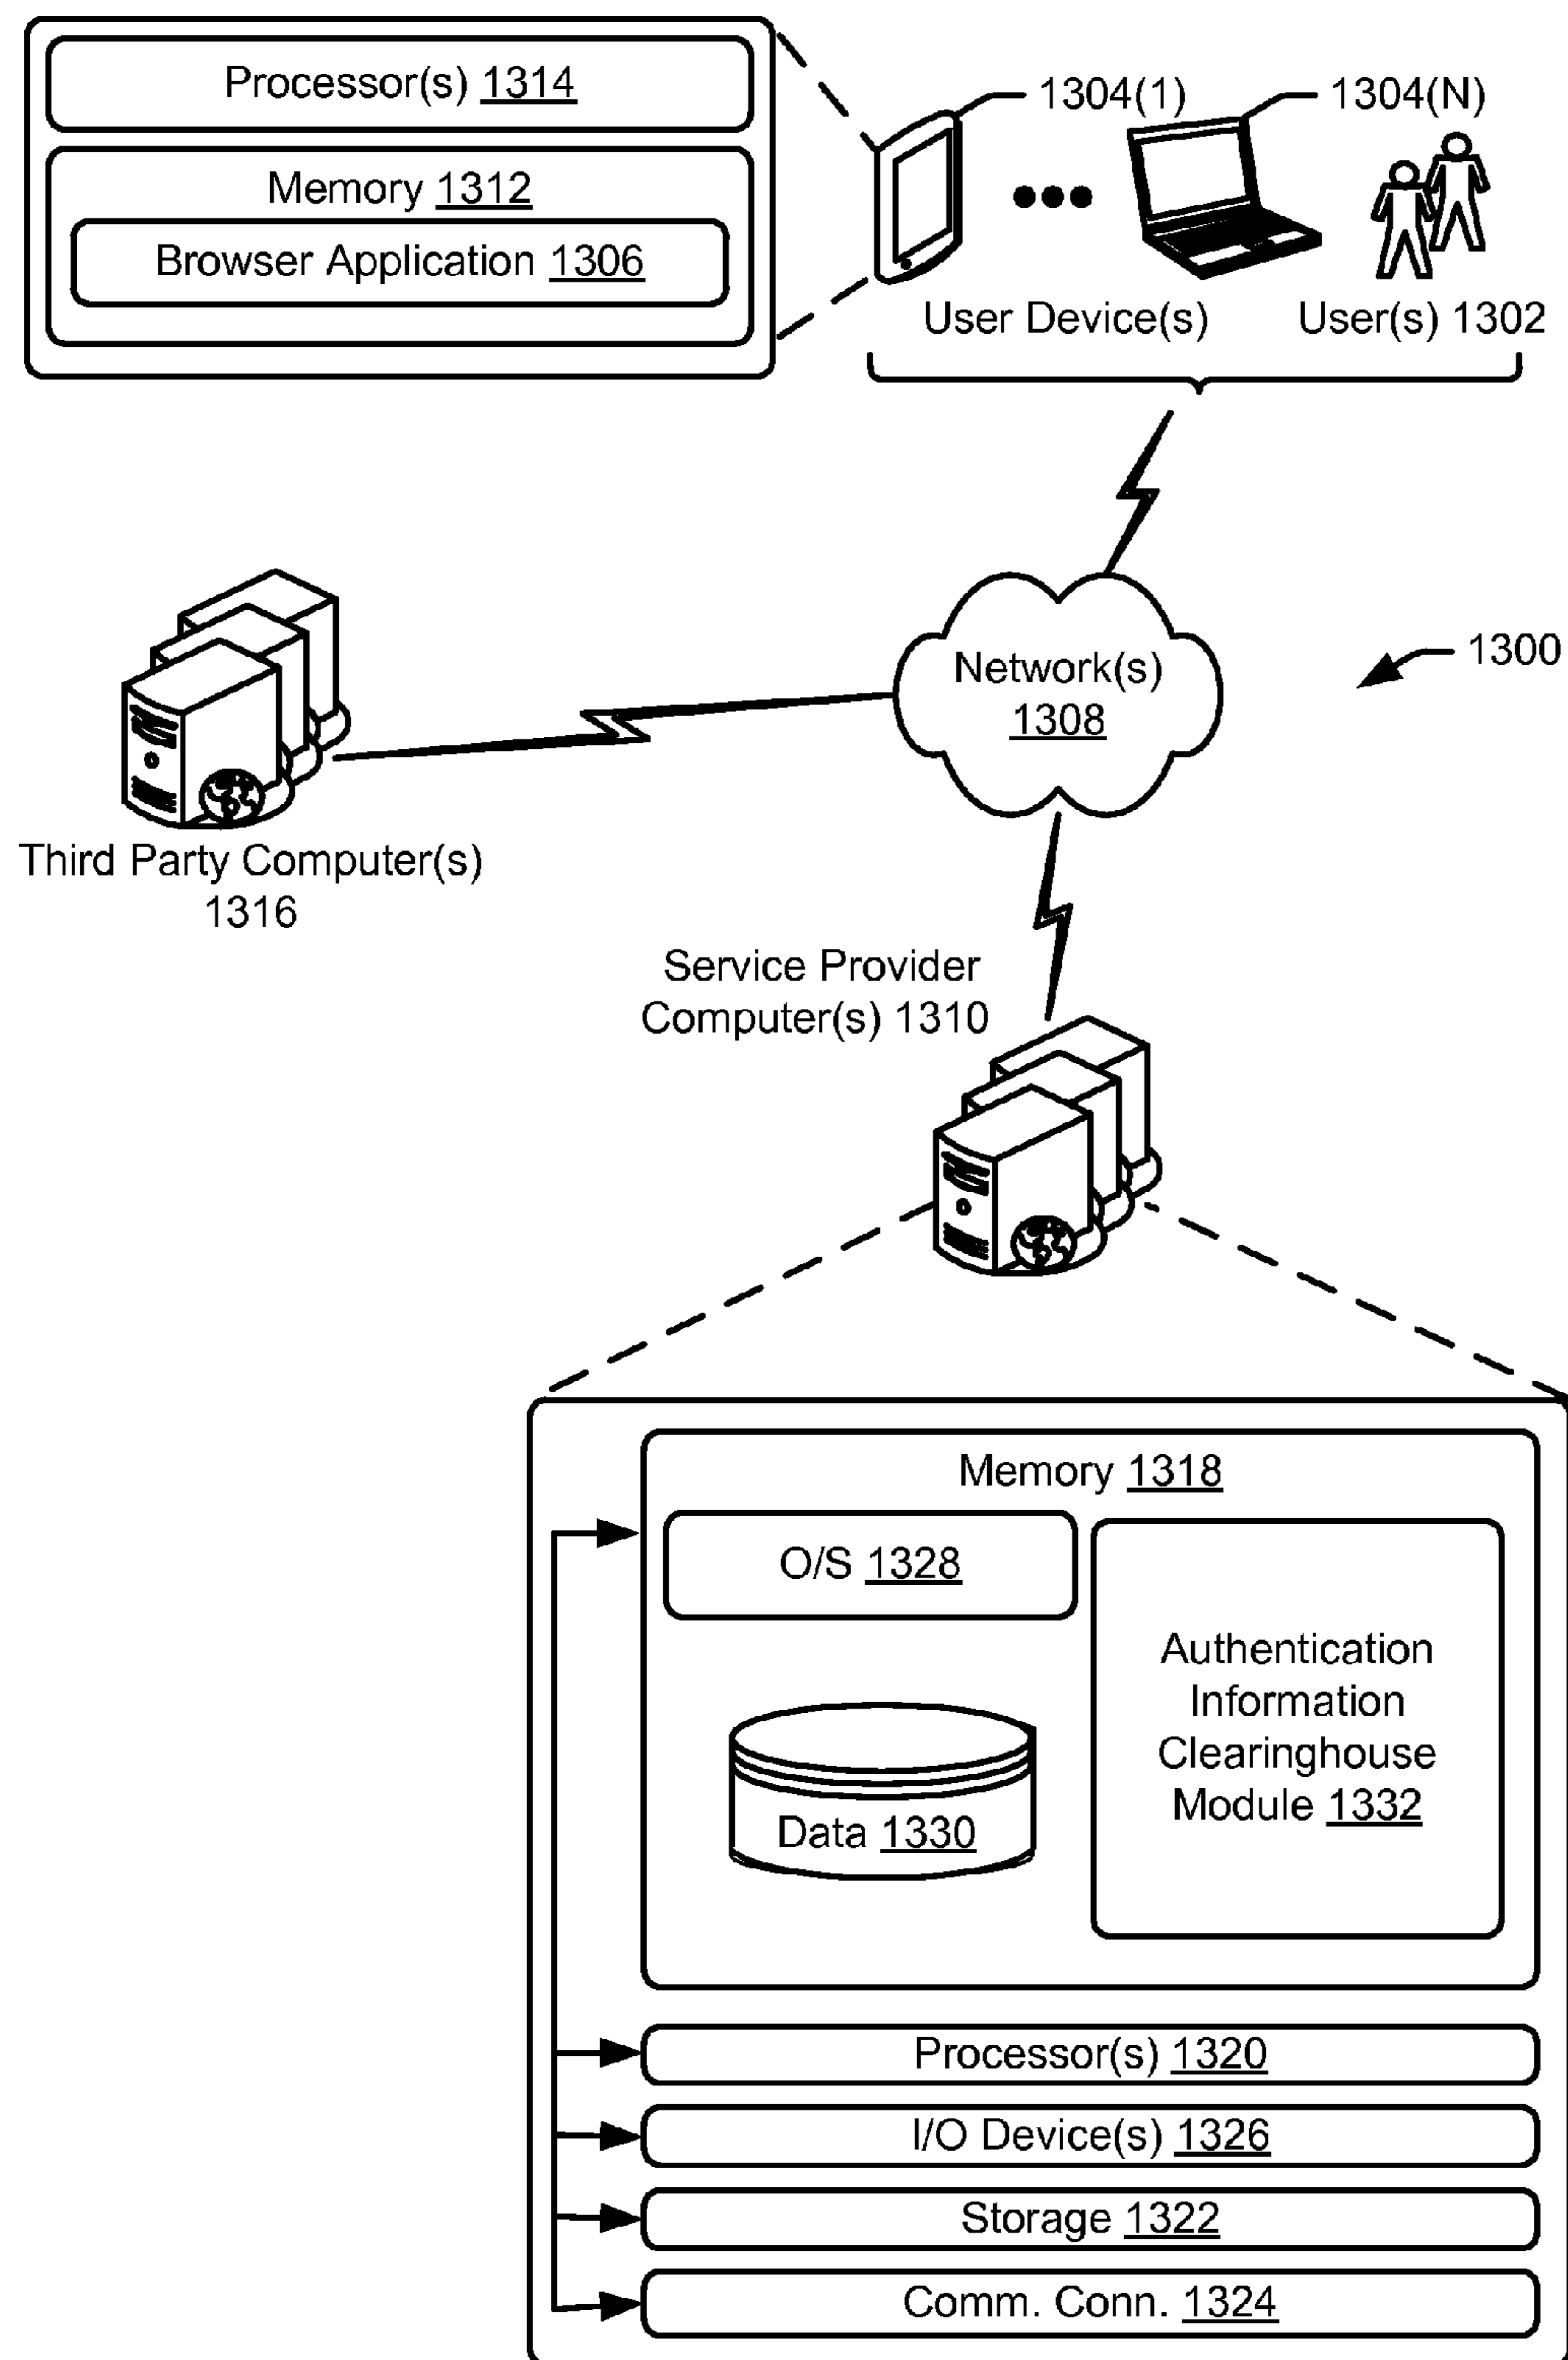 Processor(s) 1314
Memory 1312
Browser Application 1306
1304(1)
1304(N)
User Device(s)
User(s) 1302
Network(s)
1308
1300
Third Party Computer(s)
1316
Service Provider
Computer(s) 1310
Memory 1318
O/S 1328
Data 1330
Authentication
Information
Clearinghouse
Module 1332
Processor(s) 1320
I/O Device(s) 1326
Storage 1322
Comm. Conn. 1324